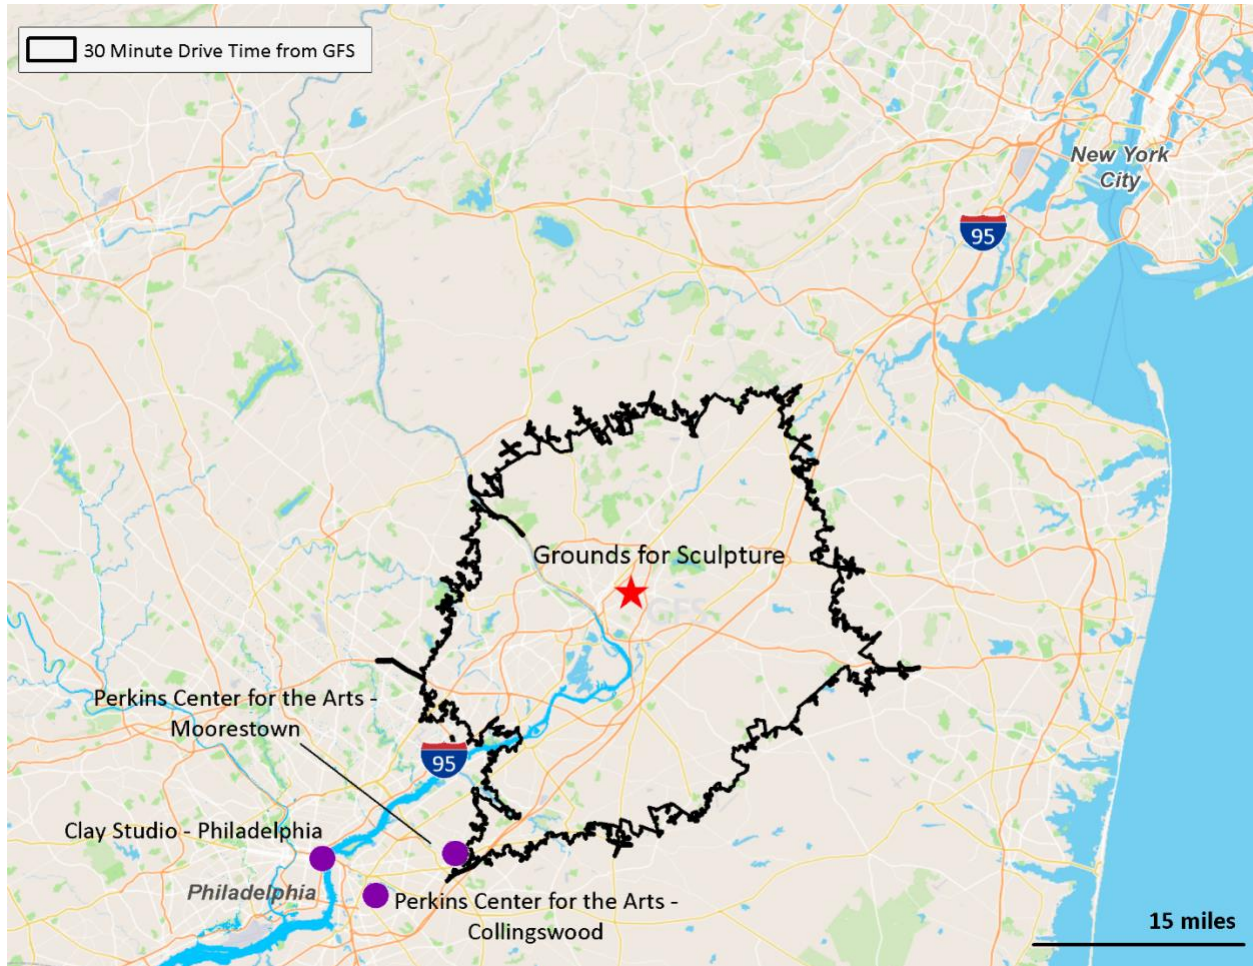 30 Minute Drive Time from GFS
New York
City
95
Grounds for Sculpture
GFS
Perkins Center for the Arts -
Moorestown
95
Clay Studio - Philadelphia
Philadelphia
Perkins Center for the Arts -
Collingswood
15 miles